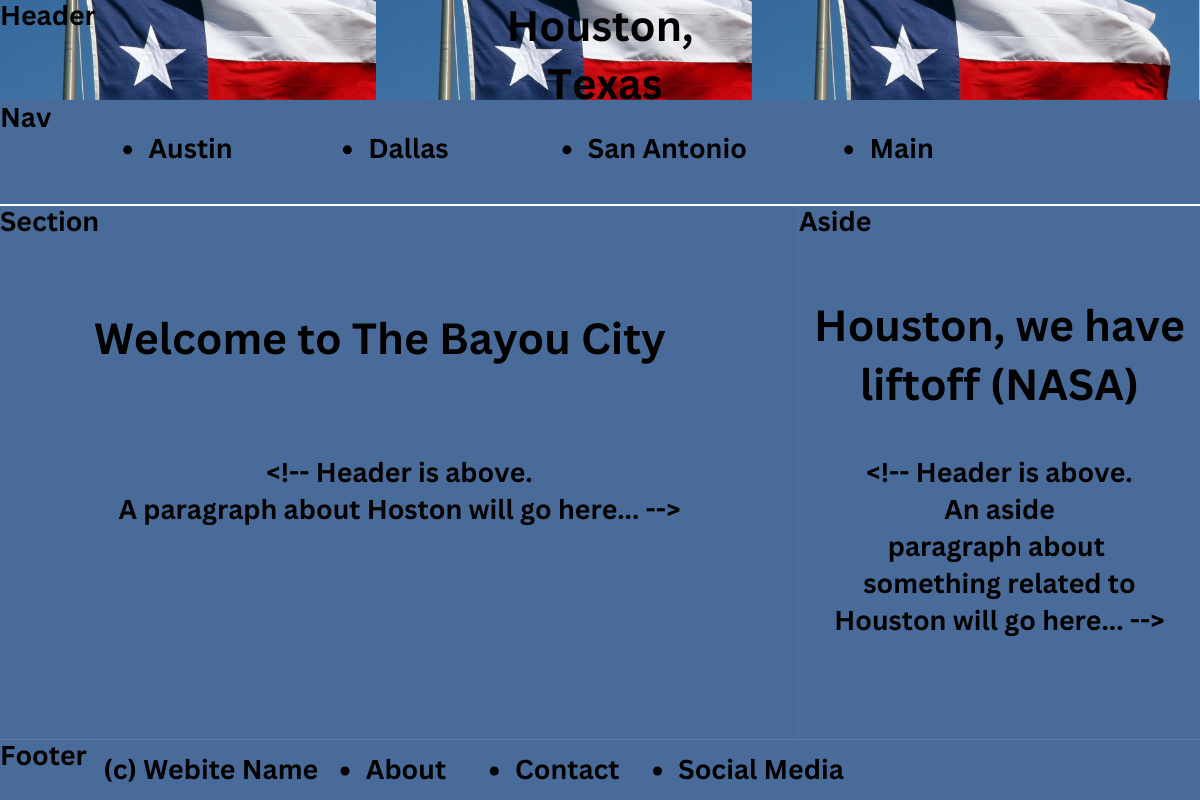 Header
Houston,
Texas
Nav
• Austin • Dallas • San Antonio • Main
Section
Welcome to The Bayou City
<!-- Header is above.
A paragraph about Hoston will go here... -->
Aside
Houston, we have
liftoff (NASA)
<!-- Header is above.
An aside
paragraph about
something related to
Houston will go here... -->
Footer
(c) Webite Name • About • Contact • Social Media